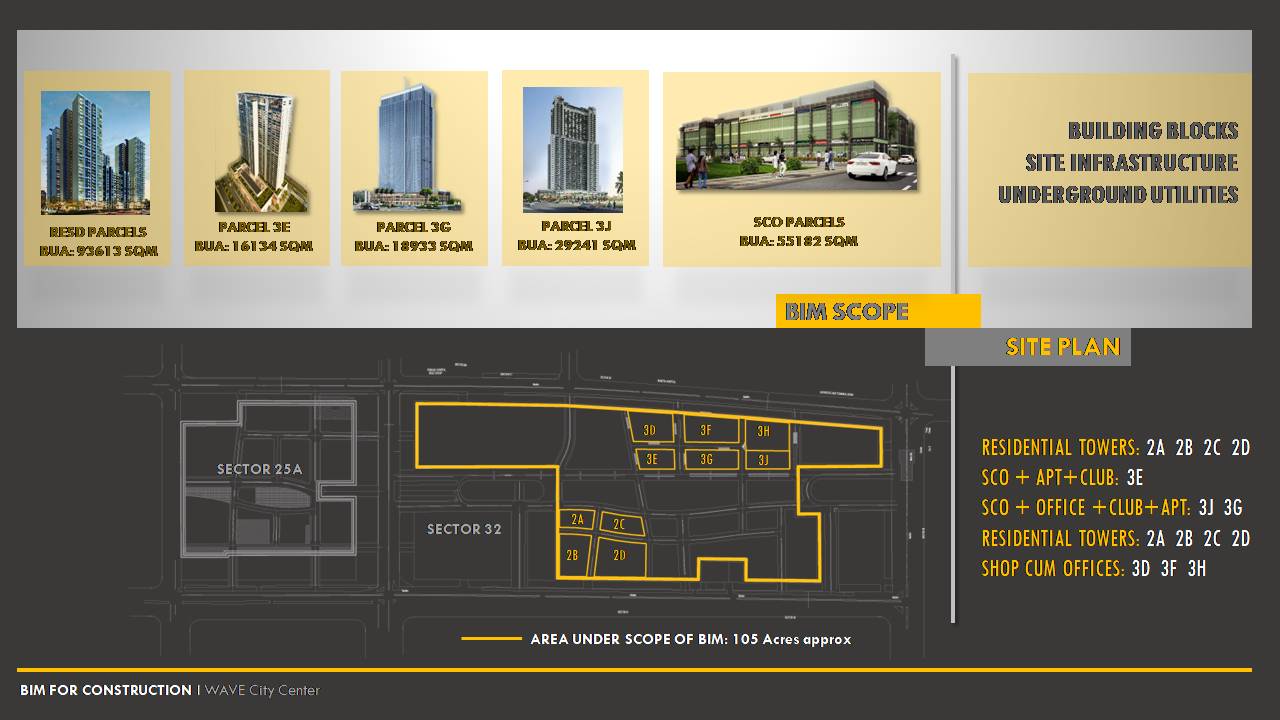 RESD PARCELS
BUA: 93613 SQM
PARCEL 3E
BUA: 16134 SQM
PARCEL 3G
BUA: 18933 SQM
PARCEL 3J
BUA: 29241 SQM
SCO PARCELS
BUA: 55182 SQM
BUILDING BLOCKS
SITE INFRASTRUCTURE
UNDERGROUND UTILITIES
BIM SCOPE
SITE PLAN
3D
3F
3H
3E
3G
3J
SECTOR 25A
2A
2C
SECTOR 32
2B
2D
RESIDENTIAL TOWERS: 2A 2B 2C 2D
SCO + APT+CLUB: 3E
SCO + OFFICE +CLUB+APT: 3J 3G
RESIDENTIAL TOWERS: 2A 2B 2C 2D
SHOP CUM OFFICES: 3D 3F 3H
AREA UNDER SCOPE OF BIM: 105 Acres approx
BIM FOR CONSTRUCTION | WAVE City Center